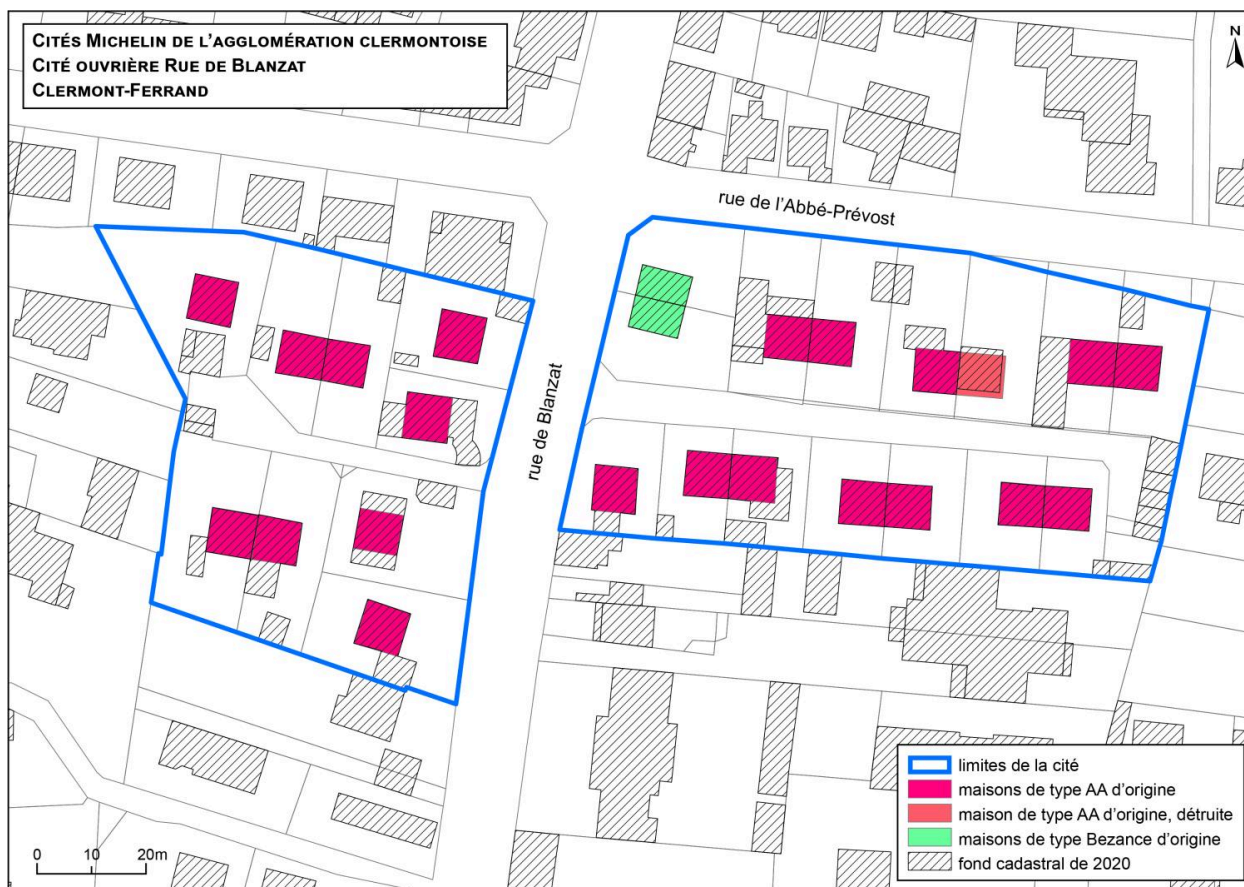 CITÉS MICHELIN DE L'AGGLOMÉRATION CLERMONTOISE
CITÉ OUVRIÈRE RUE DE BLANZAT
CLERMONT-FERRAND
N
rue de l'Abbé-Prévost
rue de Blanzat
limites de la cité
maisons de type AA d'origine
maison de type AA d'origine, détruite
maisons de type Bezance d'origine
fond cadastral de 2020
0 10 20m